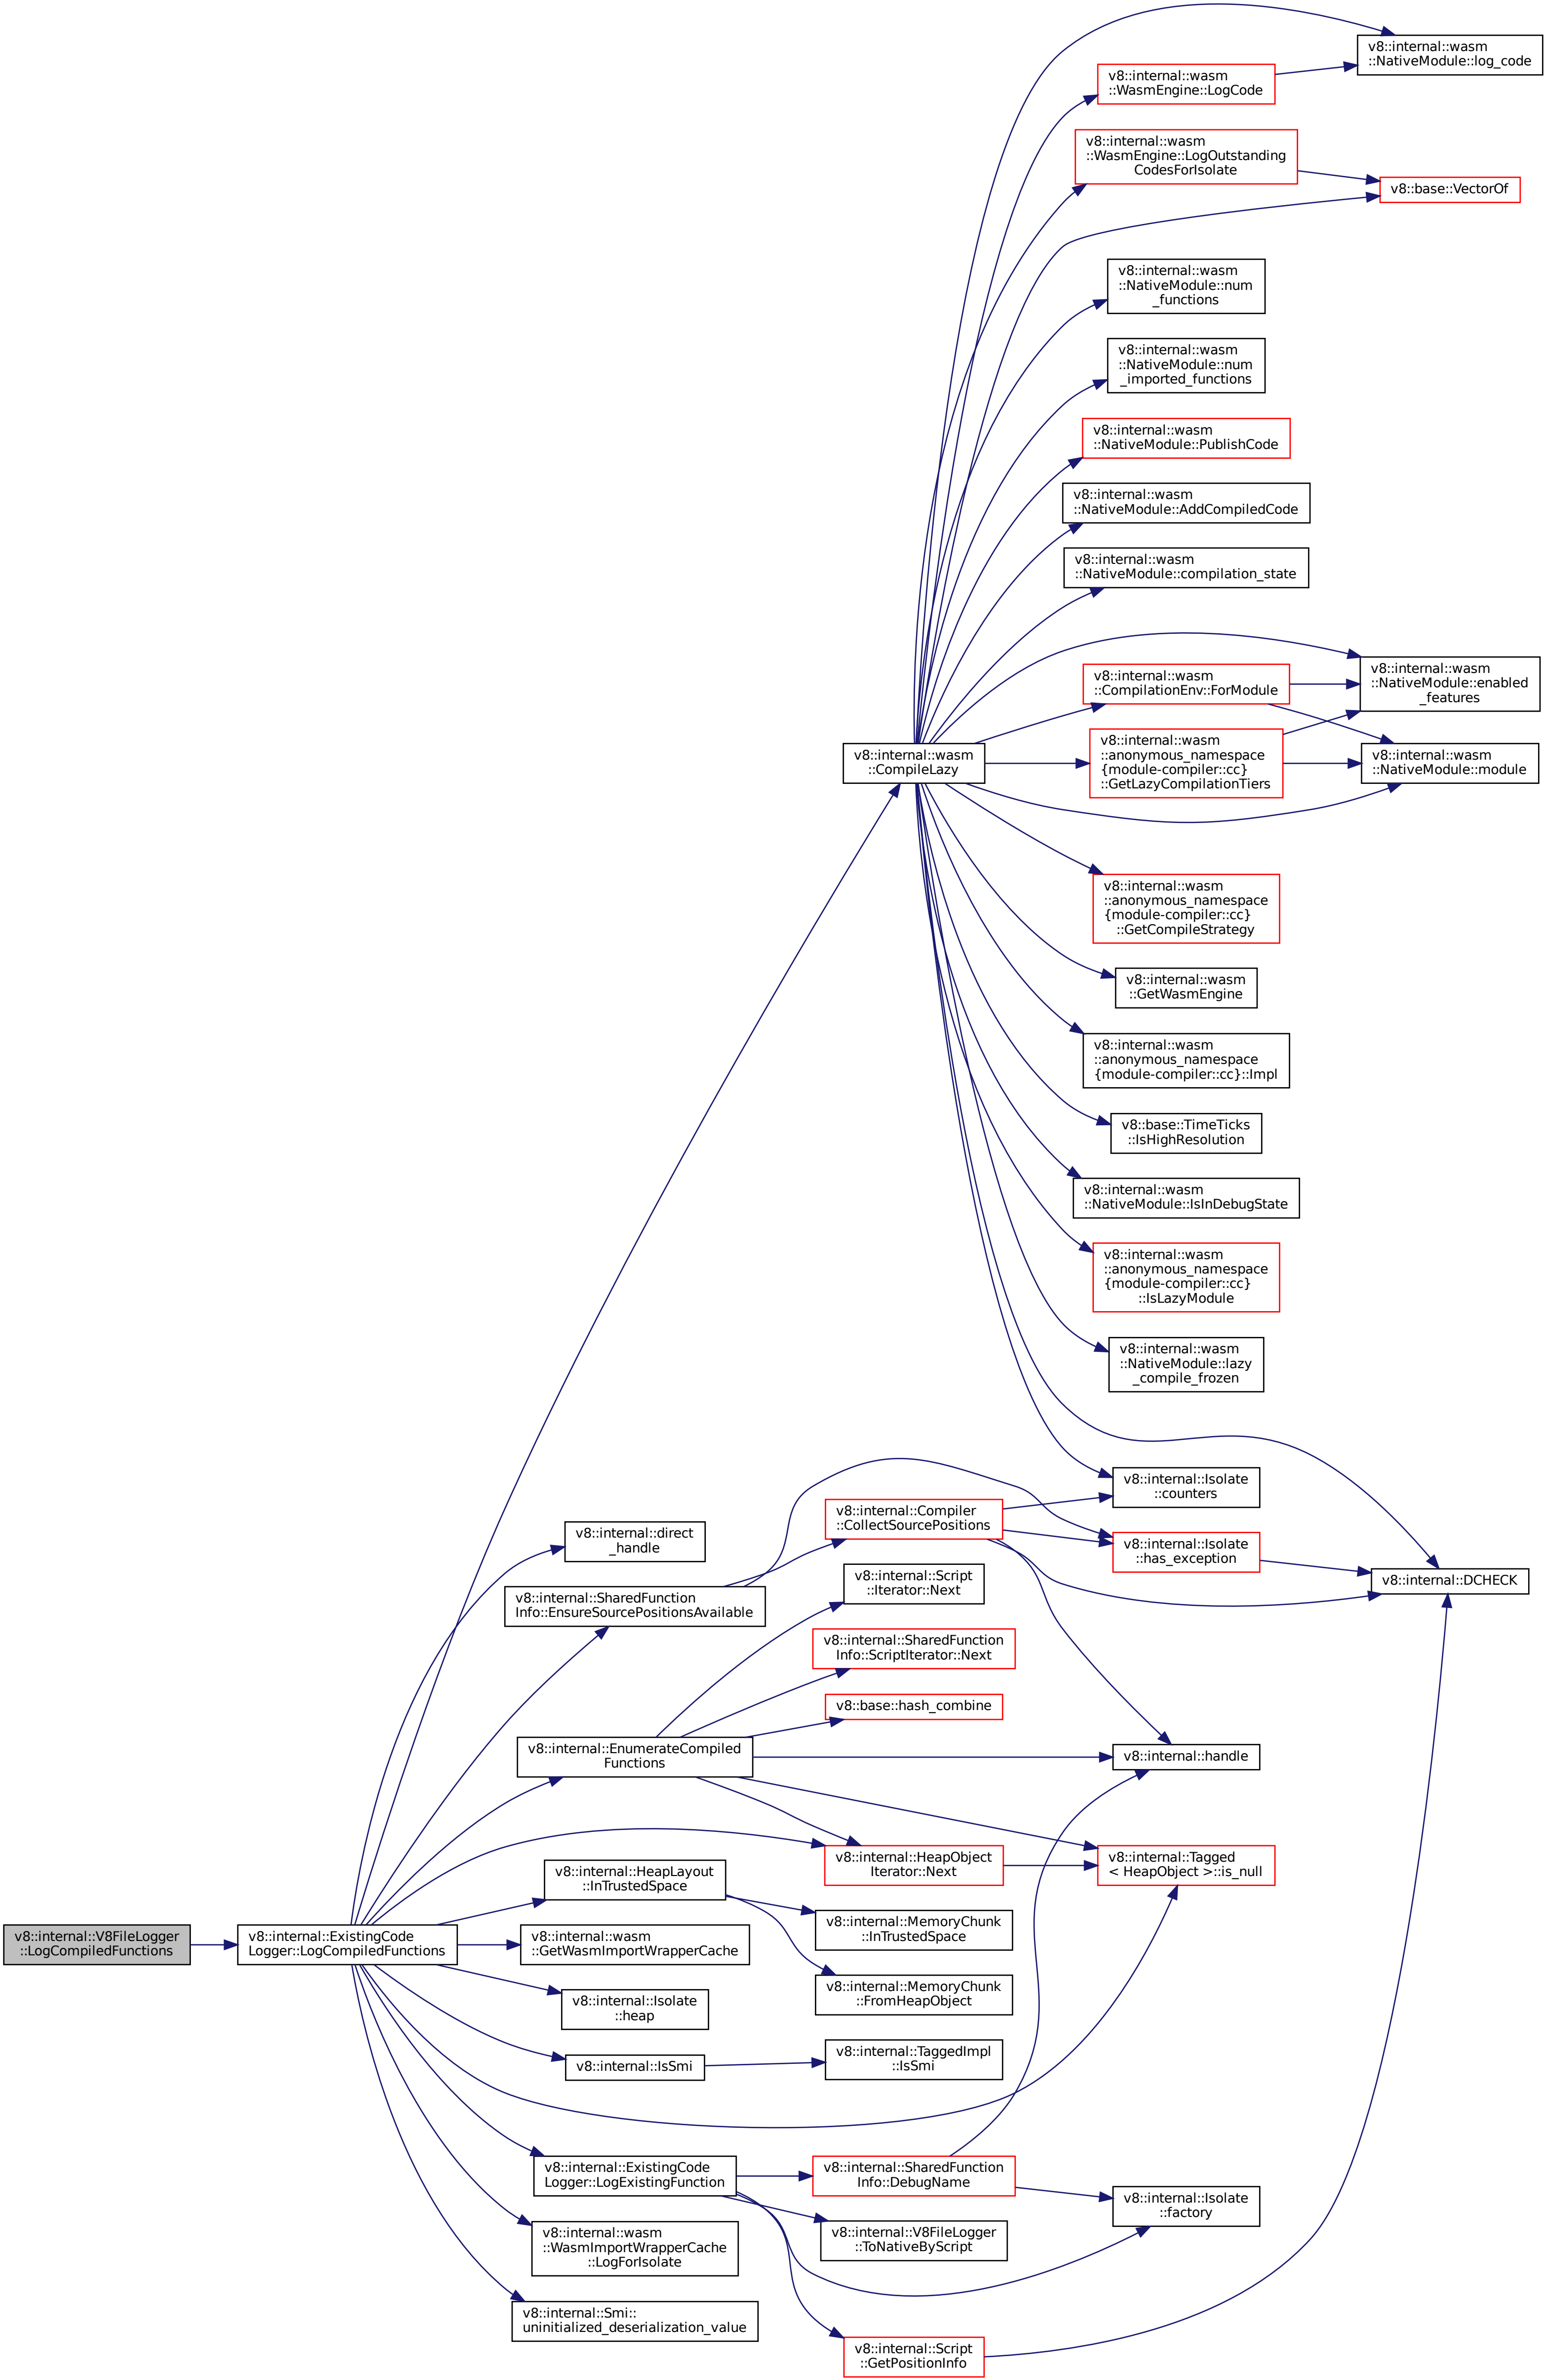 v8::internal::V8FileLogger
::LogCompiledFunctions
v8::internal::ExistingCode
Logger::LogCompiledFunctions
v8::internal::wasm
::CompileLazy
v8::internal::wasm
::NativeModule::log_code
v8::internal::wasm
::WasmEngine::LogCode
v8::internal::wasm
::WasmEngine::LogOutstanding
CodesForIsolate
v8::base::VectorOf
v8::internal::wasm
::NativeModule::num
_functions
v8::internal::wasm
::NativeModule::num
_imported_functions
v8::internal::wasm
::NativeModule::PublishCode
v8::internal::wasm
::NativeModule::AddCompiledCode
v8::internal::wasm
::NativeModule::compilation_state
v8::internal::wasm
::NativeModule::enabled
_features
v8::internal::wasm
::CompilationEnv::ForModule
v8::internal::wasm
::anonymous_namespace
{module-compiler::cc}
::GetLazyCompilationTiers
v8::internal::wasm
::NativeModule::module
v8::internal::wasm
::anonymous_namespace
{module-compiler::cc}
::GetCompileStrategy
v8::internal::wasm
::GetWasmEngine
v8::internal::wasm
::anonymous_namespace
{module-compiler::cc}::Impl
v8::base::TimeTicks
::IsHighResolution
v8::internal::wasm
::NativeModule::IsInDebugState
v8::internal::wasm
::anonymous_namespace
{module-compiler::cc}
::IsLazyModule
v8::internal::wasm
::NativeModule::lazy
_compile_frozen
v8::internal::Isolate
::counters
v8::internal::direct
_handle
v8::internal::Compiler
::CollectSourcePositions
v8::internal::Isolate
::has_exception
v8::internal::DCHECK
v8::internal::SharedFunction
Info::EnsureSourcePositionsAvailable
v8::internal::Script
::Iterator::Next
v8::internal::SharedFunction
Info::ScriptIterator::Next
v8::base::hash_combine
v8::internal::EnumerateCompiled
Functions
v8::internal::handle
v8::internal::HeapObject
Iterator::Next
v8::internal::Tagged
< HeapObject >::is_null
v8::internal::HeapLayout
::InTrustedSpace
v8::internal::MemoryChunk
::InTrustedSpace
v8::internal::wasm
::GetWasmImportWrapperCache
v8::internal::MemoryChunk
::FromHeapObject
v8::internal::Isolate
::heap
v8::internal::IsSmi
v8::internal::TaggedImpl
::IsSmi
v8::internal::ExistingCode
Logger::LogExistingFunction
v8::internal::SharedFunction
Info::DebugName
v8::internal::Isolate
::factory
v8::internal::V8FileLogger
::ToNativeByScript
v8::internal::wasm
::WasmImportWrapperCache
::LogForIsolate
v8::internal::Smi::
uninitialized_deserialization_value
v8::internal::Script
::GetPositionInfo